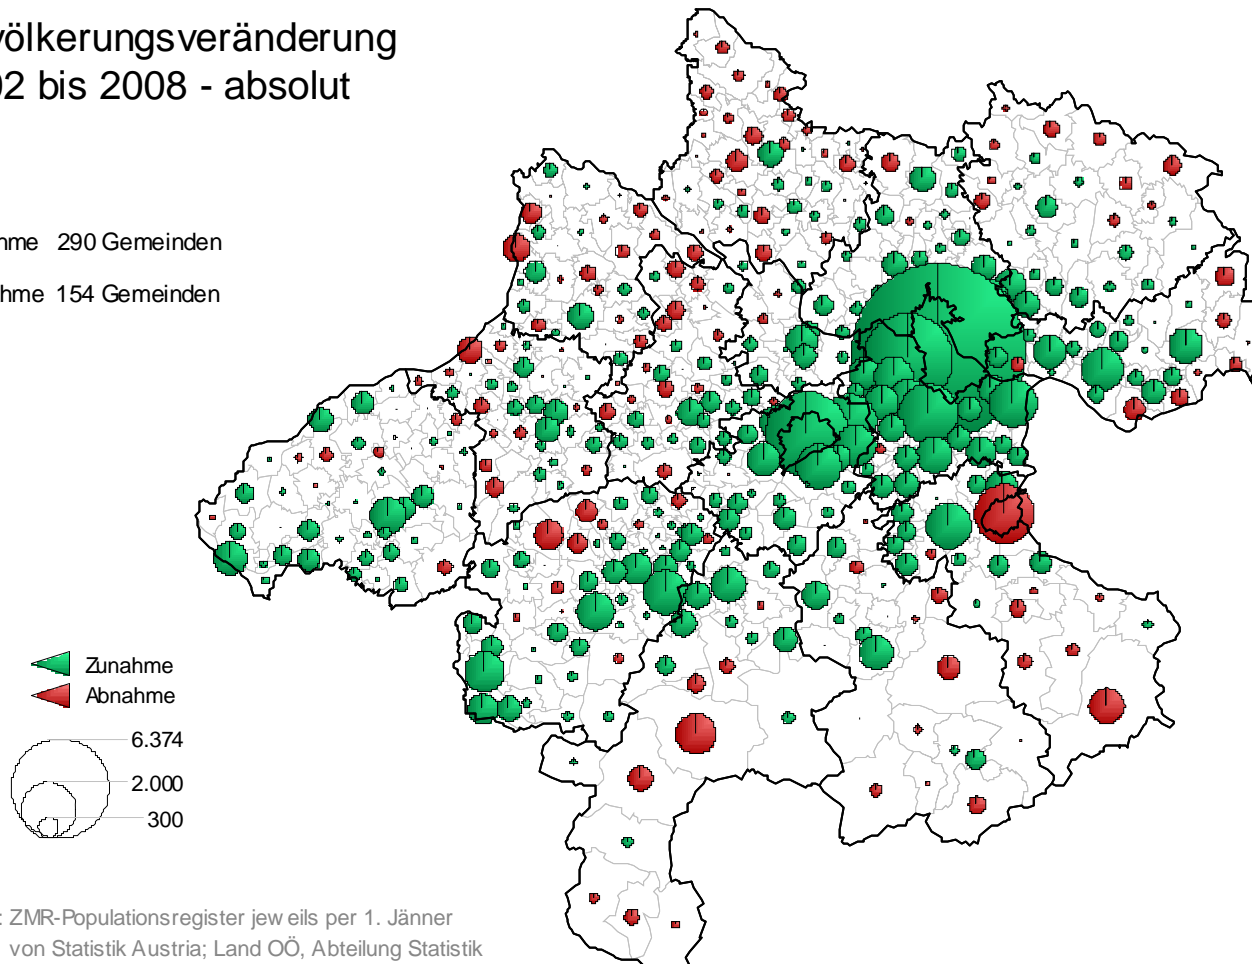 völkerungsveränderung
02 bis 2008 - absolut
hme 290 Gemeinden
hme 154 Gemeinden
Zunahme
Abnahme
6.374
2.000
300
: ZMR-Populationsregister jew eils per 1. Jänner
von Statistik Austria; Land OÖ, Abteilung Statistik